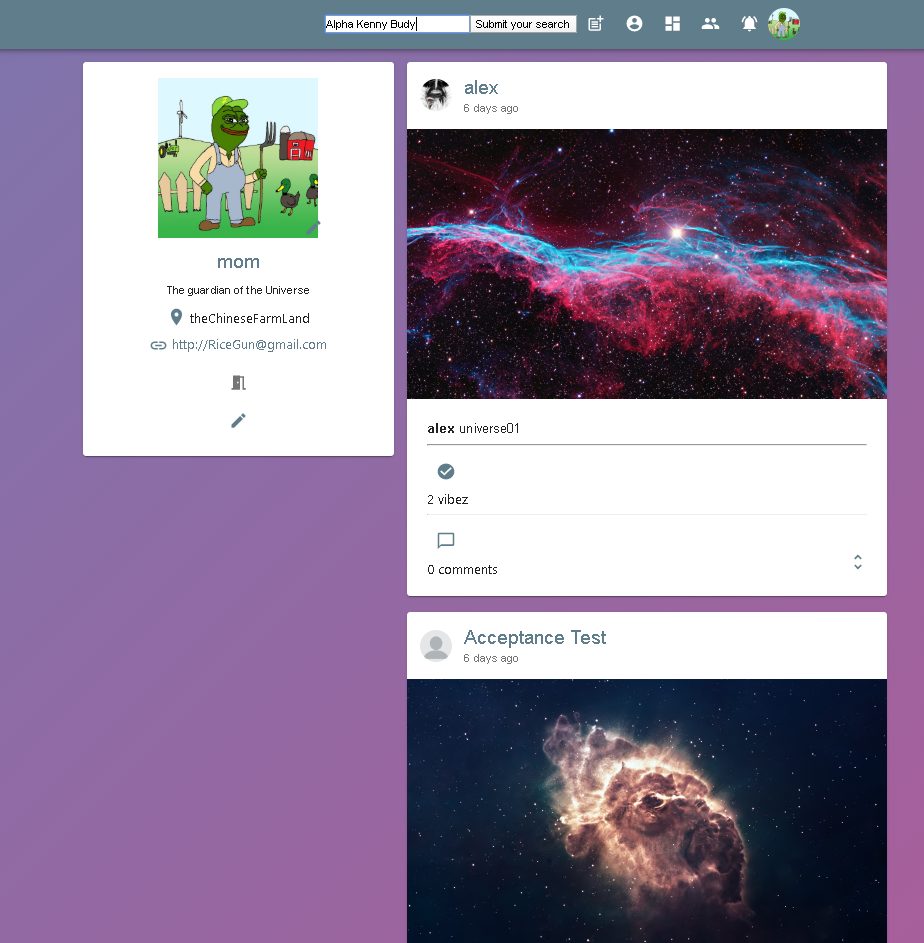 Alpha Kenny Budy Submit your search
mom
The guardian of the Universe
theChineseFarmLand
http://RiceGun@gmail.com
alex
6 days ago
alex universe01
2 vibez
0 comments
Acceptance Test
6 days ago